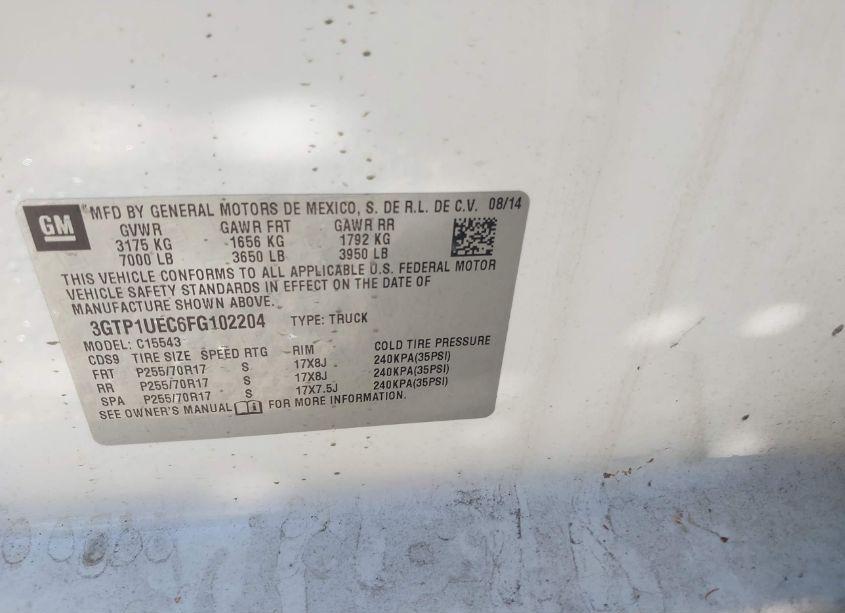 GM *MFD BY GENERAL MOTORS DE MEXICO, S. DE R.L. DE C.V. 08/14
GVWR GAWR FRT GAWR RR
3175 KG 1656 KG 1792 KG
7000 LB 3650 LB 3950 LB
THIS VEHICLE CONFORMS TO ALL APPLICABLE U.S. FEDERAL MOTOR
VEHICLE SAFETY STANDARDS IN EFFECT ON THE DATE OF
MANUFACTURE SHOWN ABOVE.
3GTP1UEC6FG102204 TYPE: TRUCK
MODEL: C15543
CDS9 TIRE SIZE SPEED RTG RIM COLD TIRE PRESSURE
FRT P255/70R17 S 17X8J 240KPA(35PSI)
RR P255/70R17 S 17X8J 240KPA(35PSI)
SPA P255/70R17 S 17X7.5J 240KPA(35PSI)
SEE OWNER'S MANUAL FOR MORE INFORMATION.